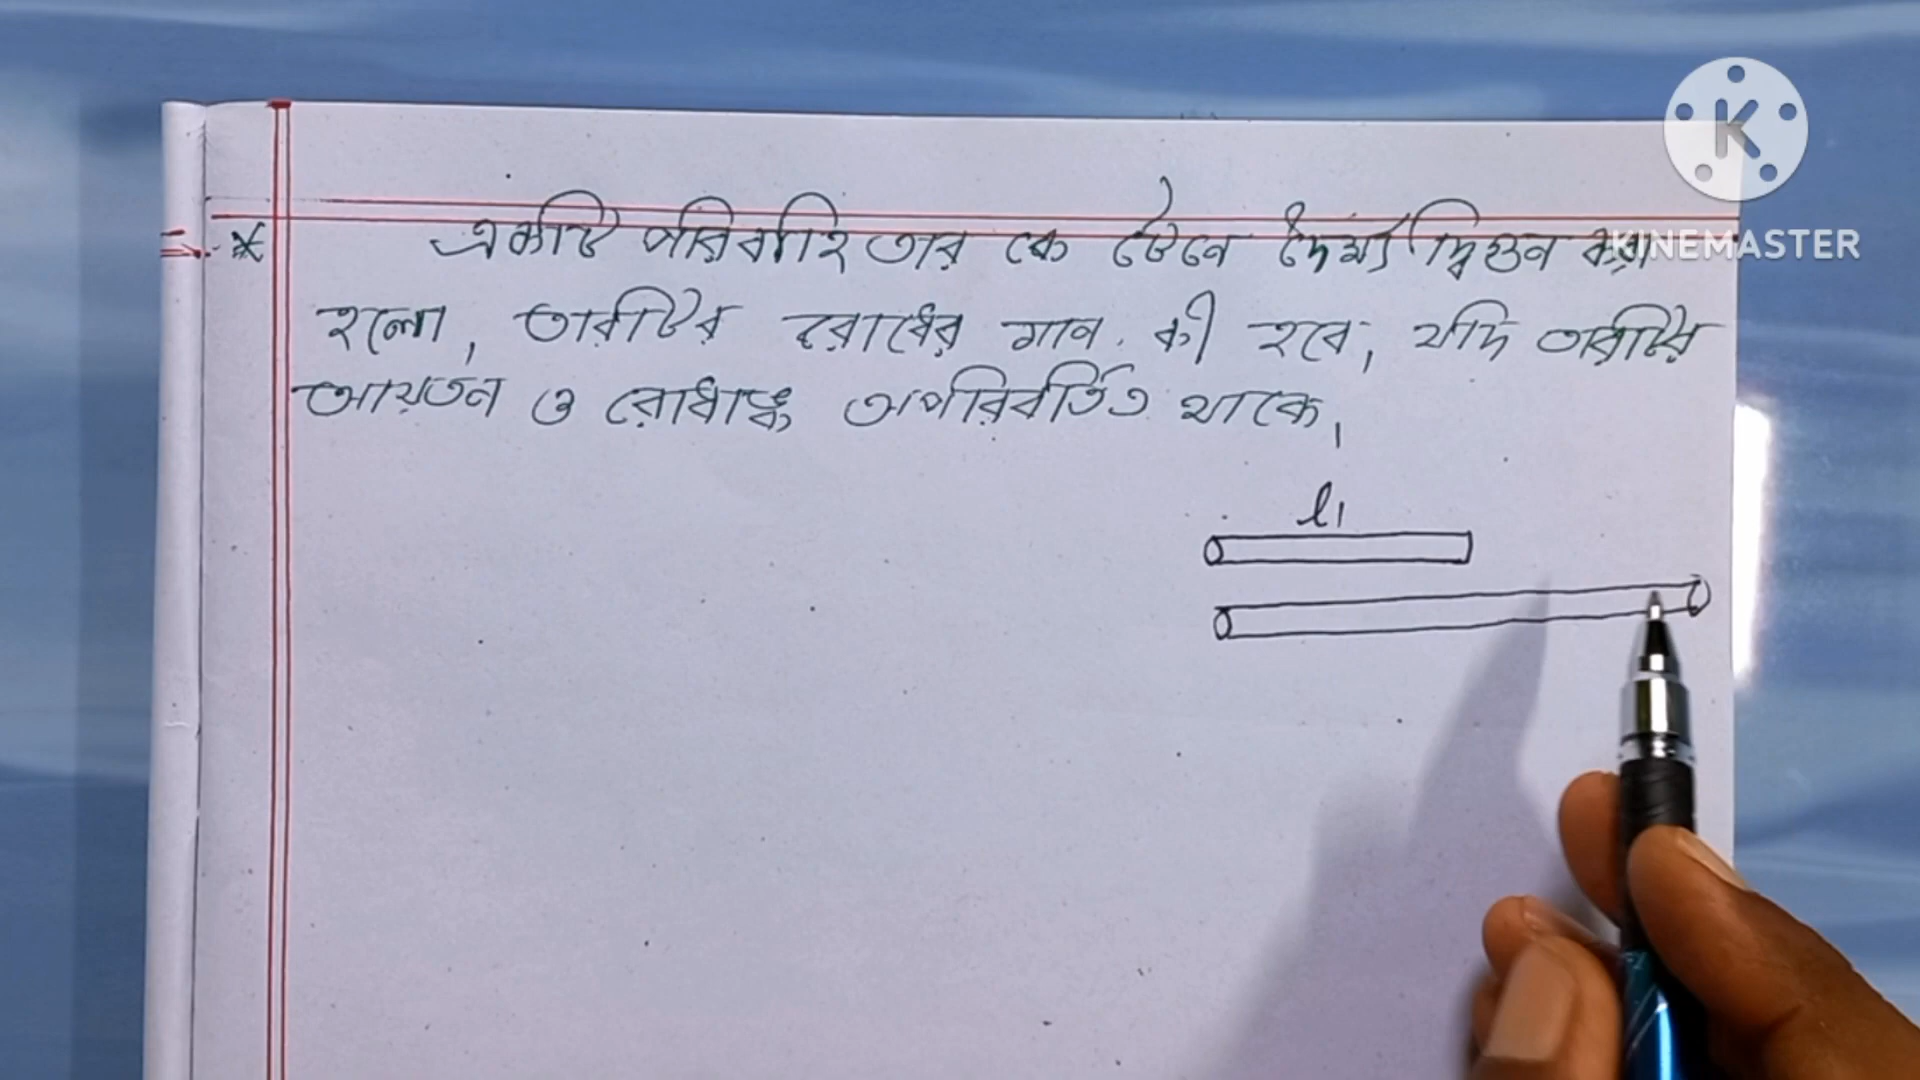 KINEMASTER
* একটি পরিবাহি তার কে টেনে দৈর্ঘ্য দ্বিগুন করা
হলো, তারটির রোধের মান কী হবে, যদি তারটির
আয়তন ও রোধাঙ্ক অপরিবর্তিত থাকে,
l1